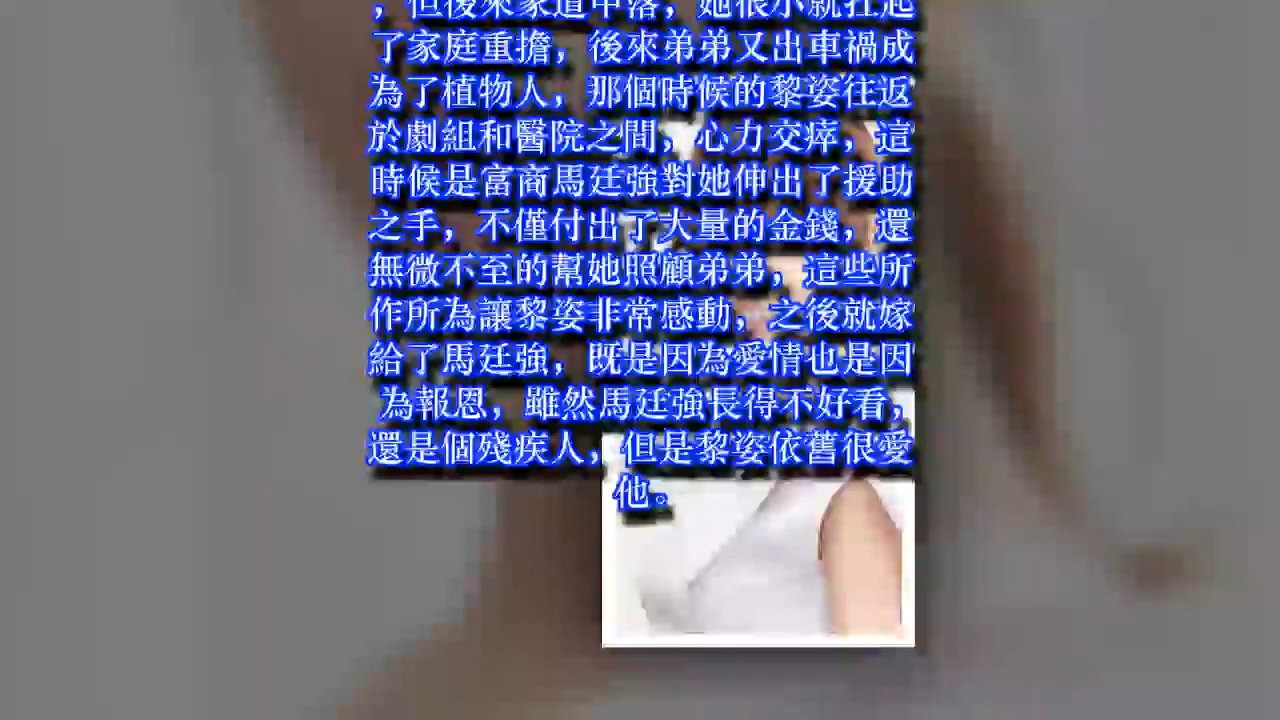 ，但後來家道中落，她很小就扛起
了家庭重擔，後來弟弟又出車禍成
為了植物人，那個時候的黎姿往返
於劇組和醫院之間，心力交瘁，這
時候是富商馬廷強對她伸出了援助
之手，不僅付出了大量的金錢，還
無微不至的幫她照顧弟弟，這些所
作所為讓黎姿非常感動，之後就嫁
給了馬廷強，既是因為愛情也是因
為報恩，雖然馬廷強長得不好看，
還是個殘疾人，但是黎姿依舊很愛
他。